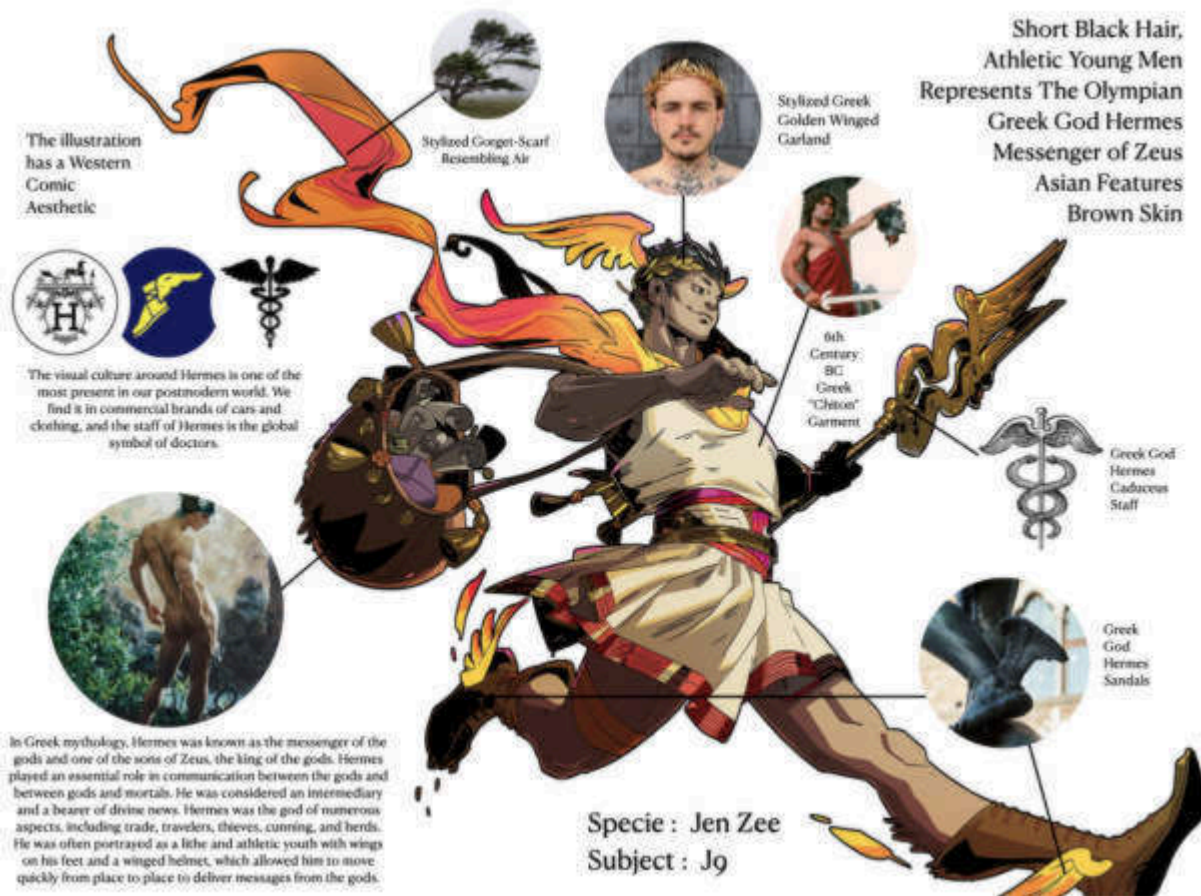 Short Black Hair,
Athletic Young Men
Represents The Olympian
Greek God Hermes
Messenger of Zeus
Asian Features
Brown Skin
The illustration
has a Western
Comic
Aesthetic
Stylized Gorget-Scarf
Resembling Air
Stylized Greek
Golden Winged
Garland
H
The visual culture around Hermes is one of the
most present in our postmodern world. We
find it in commercial brands of cars and
clothing, and the staff of Hermes is the global
symbol of doctors.
6th
Century
BC
Greek
"Chiton"
Garment
Greek God
Hermes
Caduceus
Staff
Greek
God
Hermes
Sandals
In Greek mythology, Hermes was known as the messenger of the
gods and one of the sons of Zeus, the king of the gods. Hermes
played an essential role in communication between the gods and
between gods and mortals. He was considered an intermediary
and a bearer of divine news. Hermes was the god of numerous
aspects, including trade, travelers, thieves, cunning, and herds.
He was often portrayed as a lithe and athletic youth with wings
on his feet and a winged helmet, which allowed him to move
quickly from place to place to deliver messages from the gods.
Specie : Jen Zee
Subject : J9